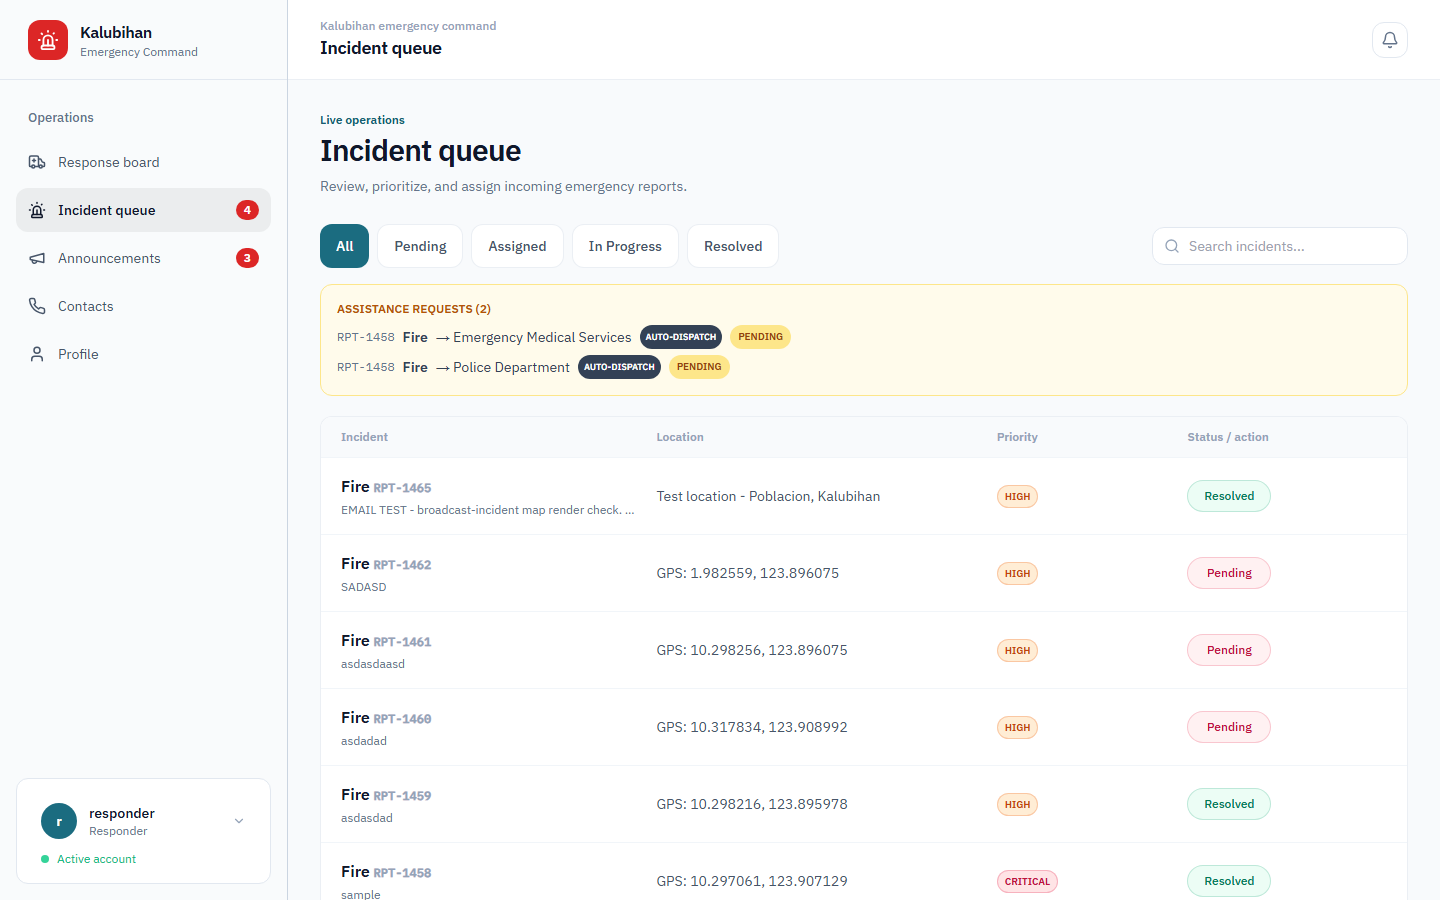 Kalubihan
Emergency Command
Operations
Response board
Incident queue 4
Announcements 3
Contacts
Profile
r
responder
Responder
Active account
Kalubihan emergency command
Incident queue
Live operations
Incident queue
Review, prioritize, and assign incoming emergency reports.
All Pending Assigned In Progress Resolved
Search incidents...
ASSISTANCE REQUESTS (2)
RPT-1458 Fire → Emergency Medical Services AUTO-DISPATCH PENDING
RPT-1458 Fire → Police Department AUTO-DISPATCH PENDING
Incident Location Priority Status / action
Fire RPT-1465
EMAIL TEST - broadcast-incident map render check. ...
Test location - Poblacion, Kalubihan
HIGH
Resolved
Fire RPT-1462
SADASD
GPS: 1.982559, 123.896075
HIGH
Pending
Fire RPT-1461
asdasdaasd
GPS: 10.298256, 123.896075
HIGH
Pending
Fire RPT-1460
asdadad
GPS: 10.317834, 123.908992
HIGH
Pending
Fire RPT-1459
asdasdad
GPS: 10.298216, 123.895978
HIGH
Resolved
Fire RPT-1458
sample
GPS: 10.297061, 123.907129
CRITICAL
Resolved